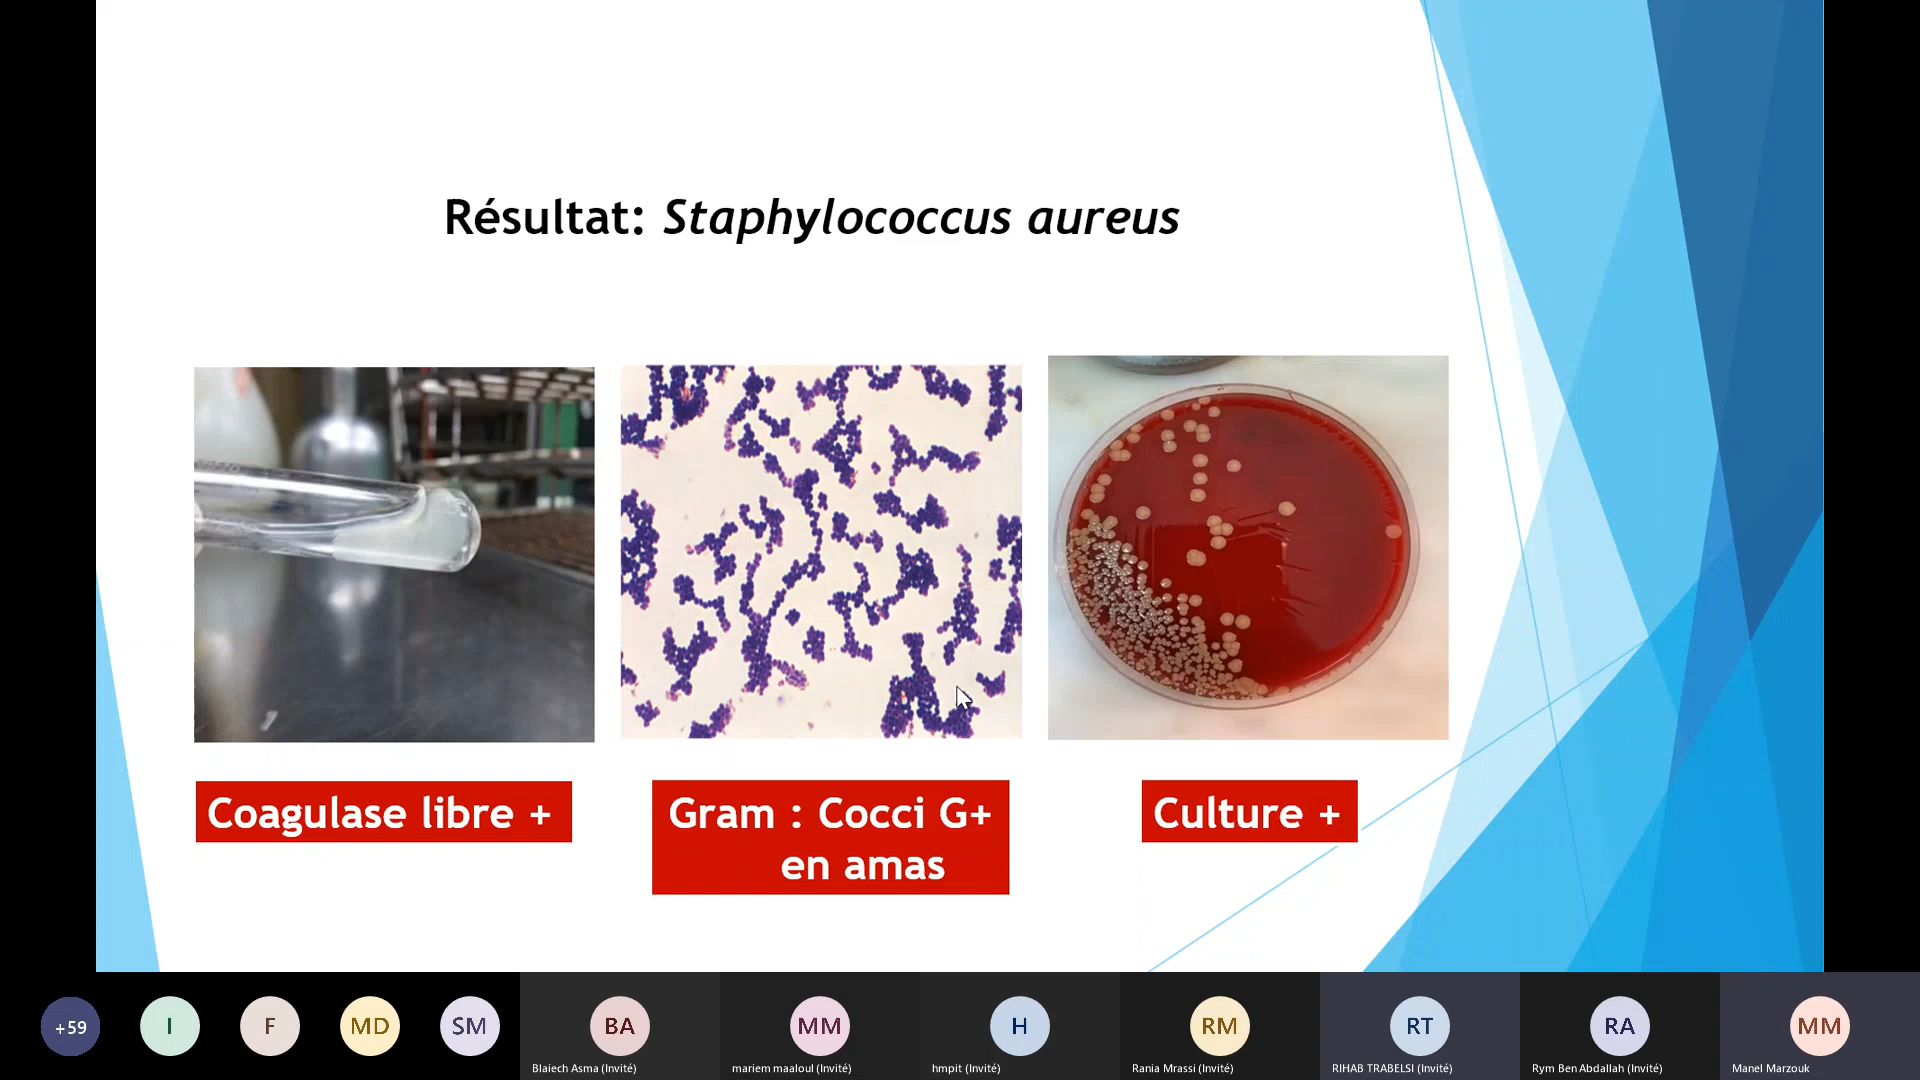 Résultat: Staphylococcus aureus
Coagulase libre +
Gram : Cocci G+
en amas
Culture +
+59
I
F
MD
SM
BA
MM
H
RM
RT
RA
MM
Blaiech Asma (Invité)
mariem maaloul (Invité)
hmpit (Invité)
Rania Mrassi (Invité)
RIHAB TRABELSI (Invité)
Rym Ben Abdallah (Invité)
Manel Marzouk